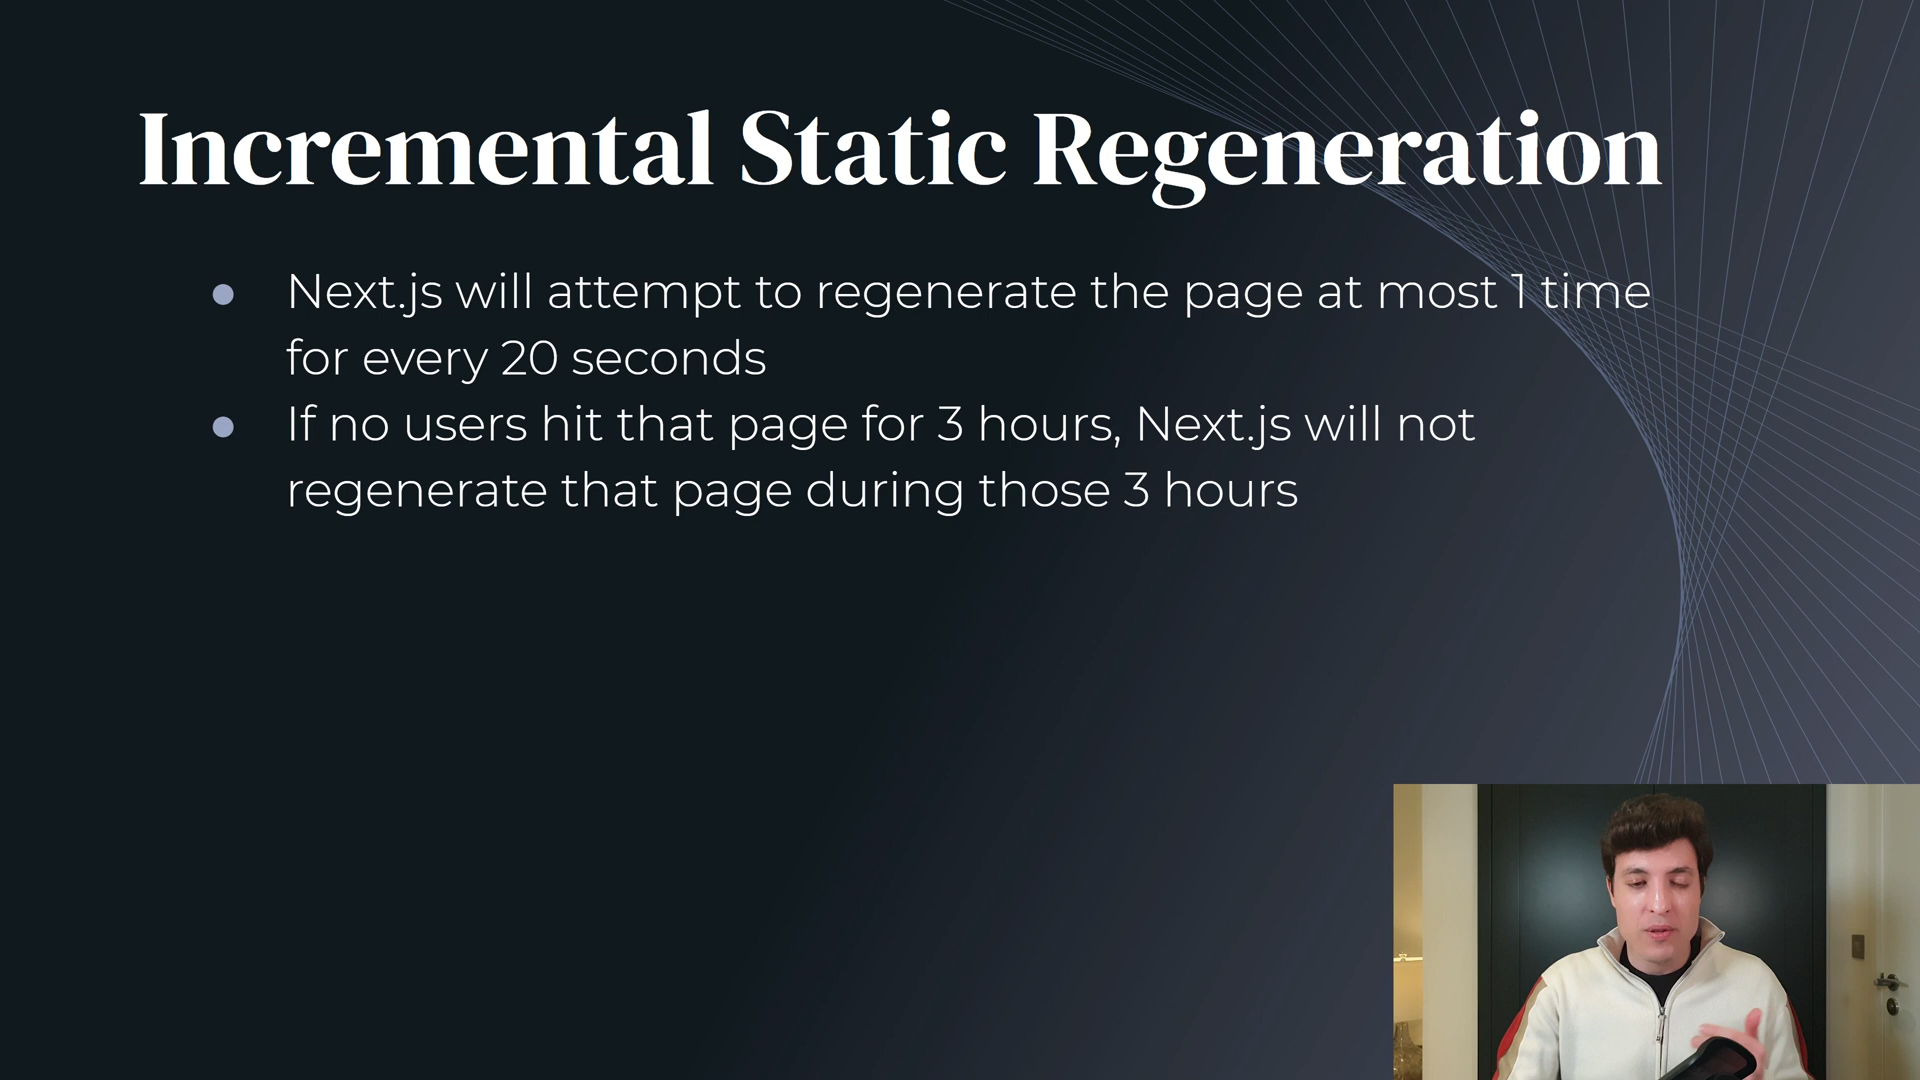 Incremental Static Regeneration
● Next.js will attempt to regenerate the page at most 1 time
for every 20 seconds
● If no users hit that page for 3 hours, Next.js will not
regenerate that page during those 3 hours